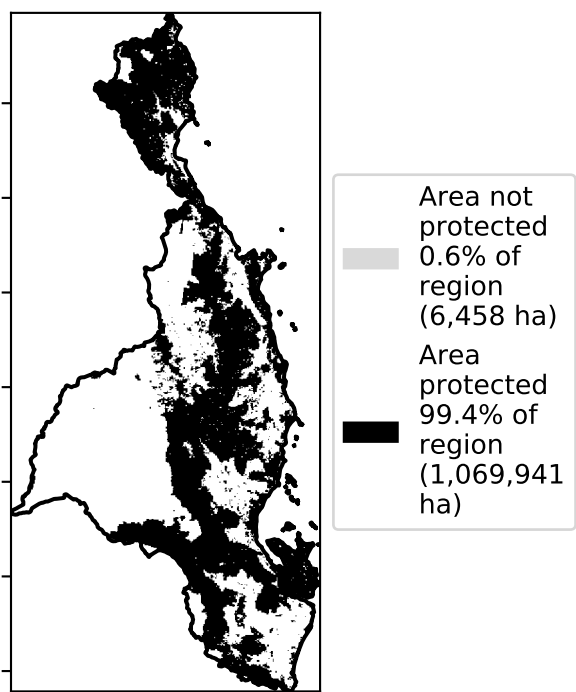 Area not
protected
0.6% of
region
(6,458 ha)
Area
protected
99.4% of
region
(1,069,941
ha)